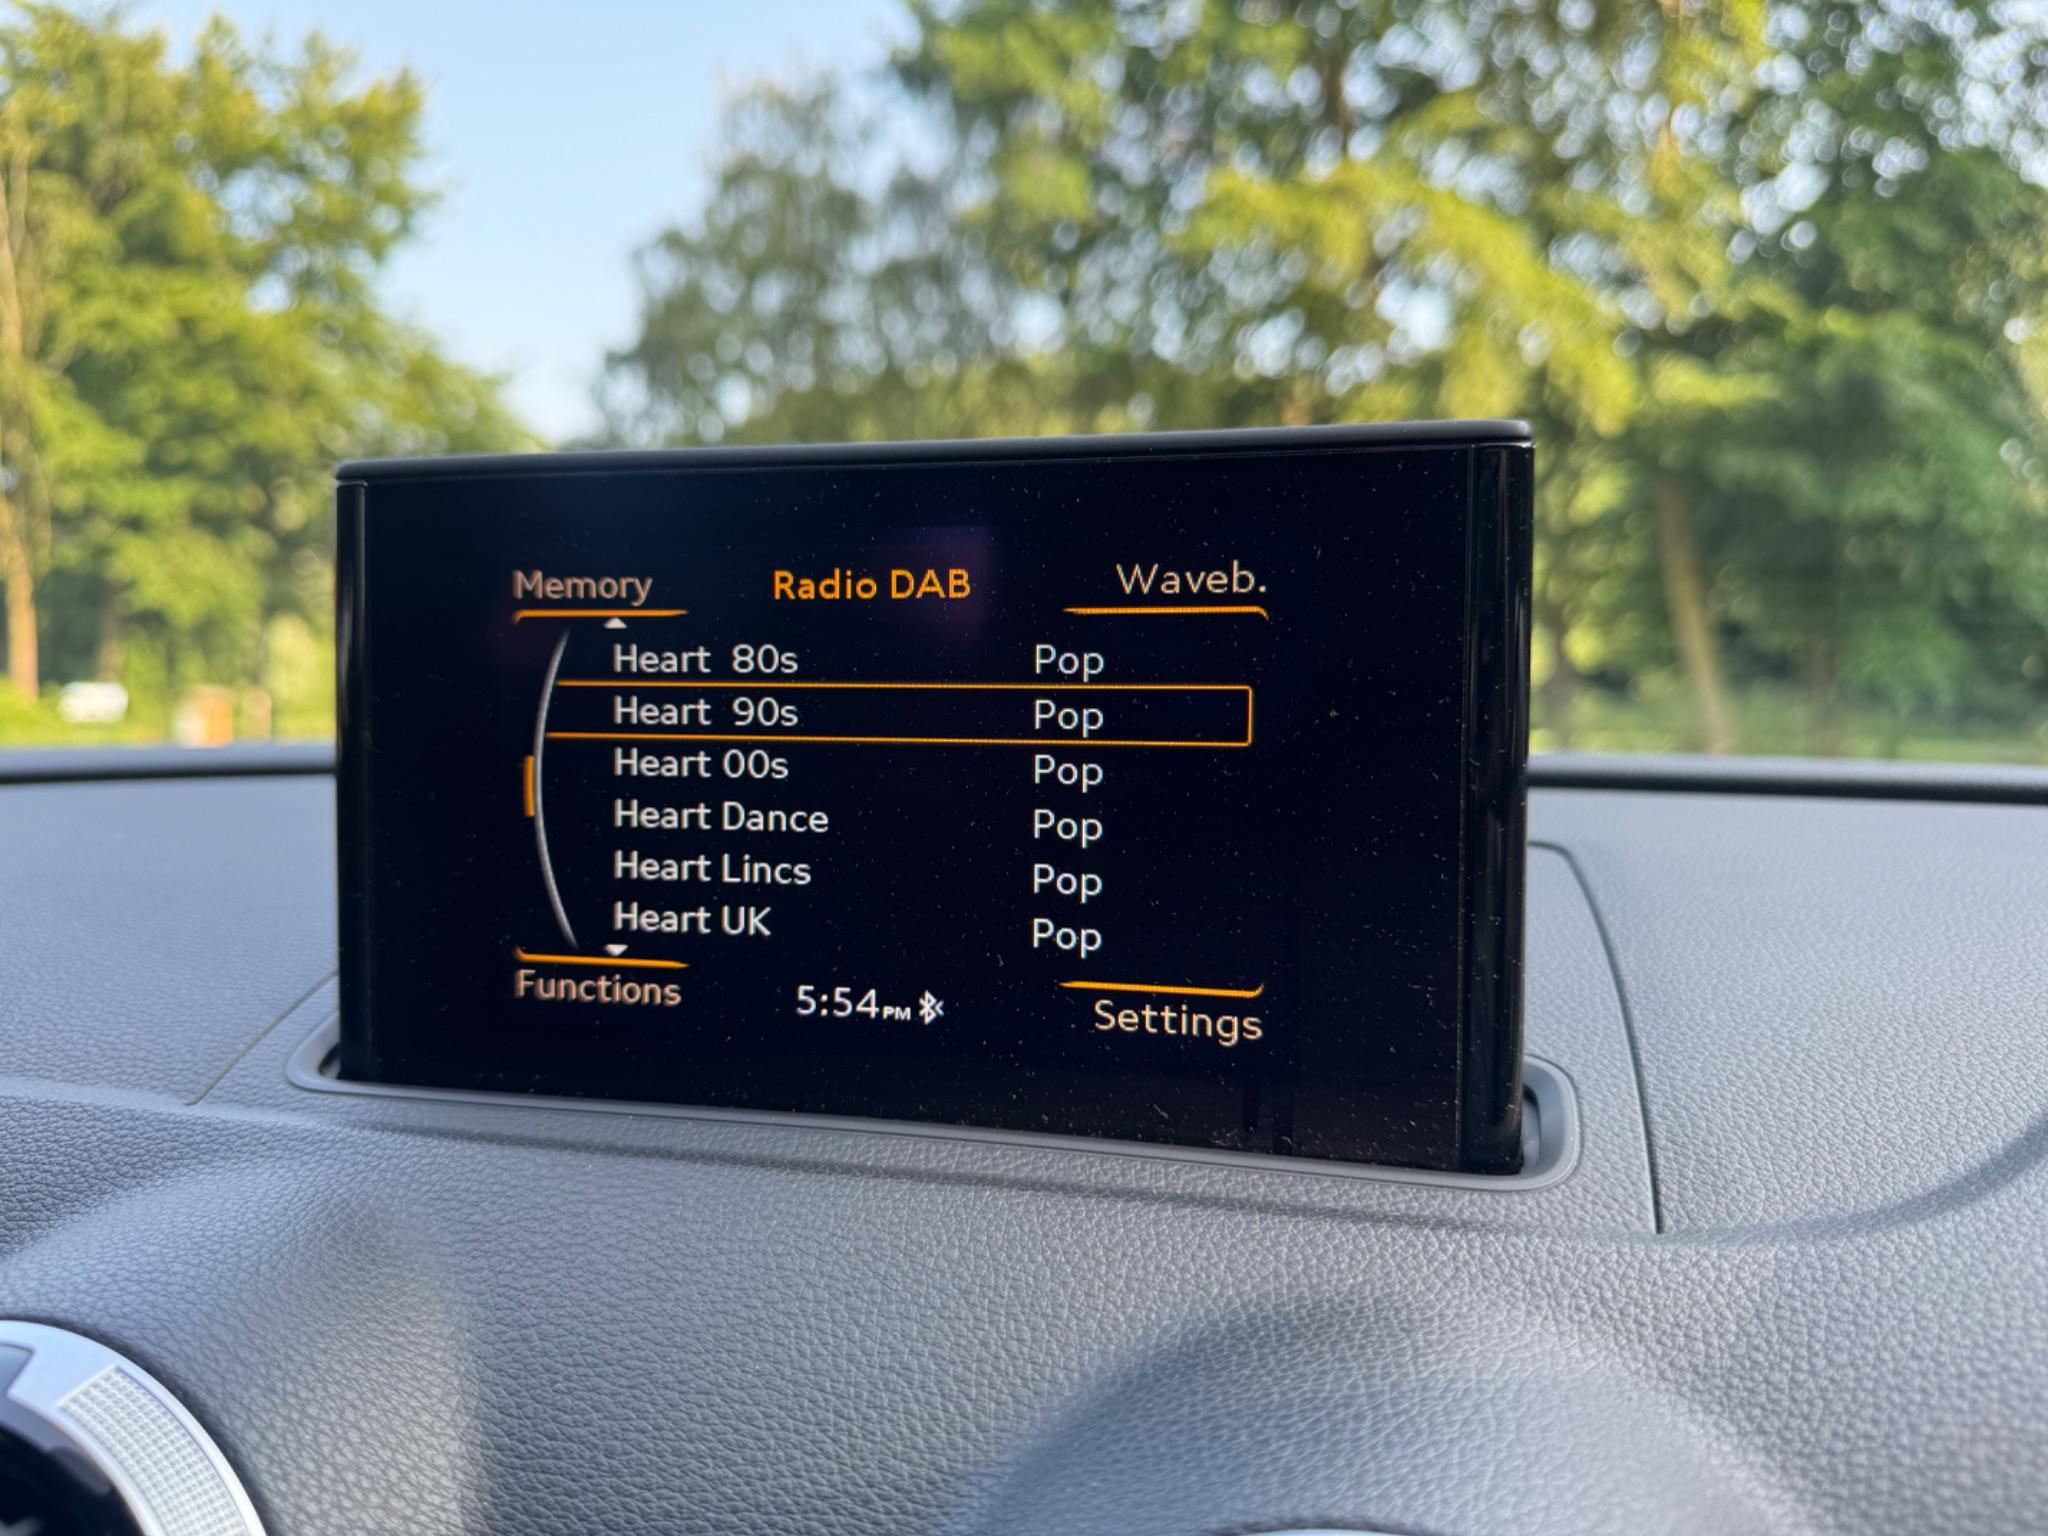 Memory Radio DAB Waveb.
Heart 80s Pop
Heart 90s Pop
Heart 00s Pop
Heart Dance Pop
Heart Lincs Pop
Heart UK Pop
Functions 5:54PM Settings